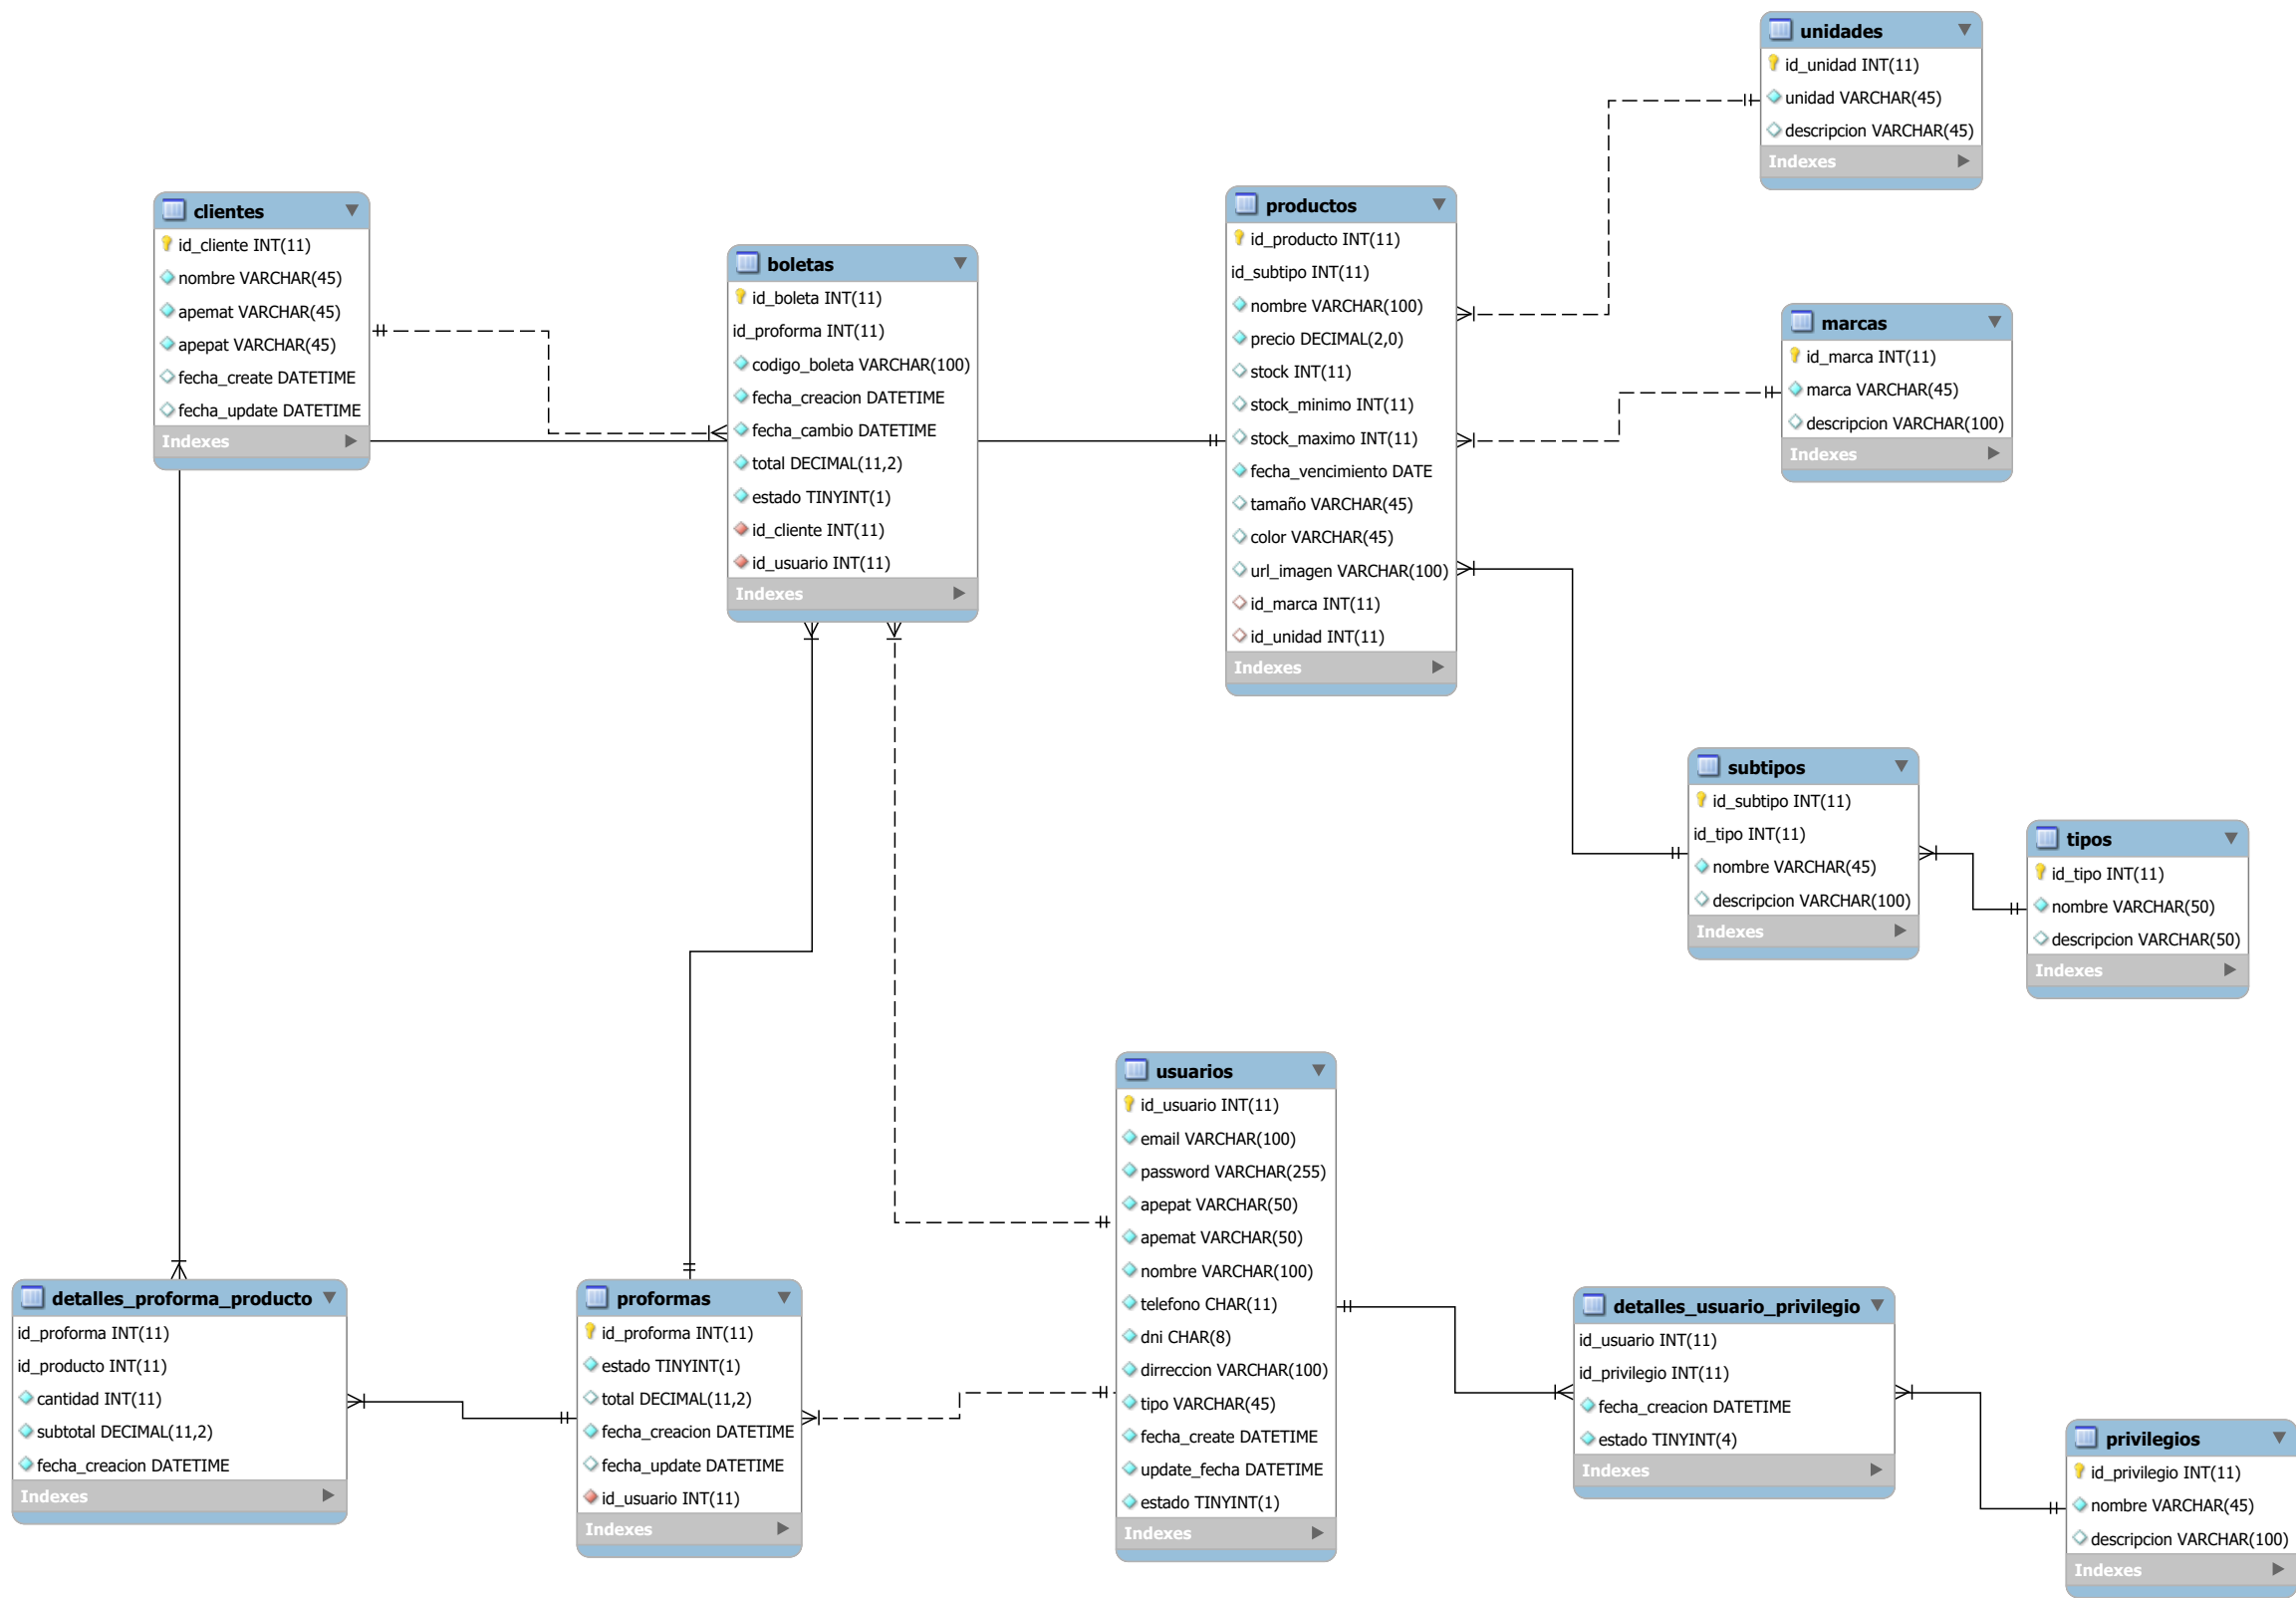 unidades
id_unidad INT(11)
unidad VARCHAR(45)
descripcion VARCHAR(45)
Indexes
clientes
id_cliente INT(11)
nombre VARCHAR(45)
apemat VARCHAR(45)
apepat VARCHAR(45)
fecha_create DATETIME
fecha_update DATETIME
Indexes
boletas
id_boleta INT(11)
id_proforma INT(11)
codigo_boleta VARCHAR(100)
fecha_creacion DATETIME
fecha_cambio DATETIME
total DECIMAL(11,2)
estado TINYINT(1)
id_cliente INT(11)
id_usuario INT(11)
Indexes
productos
id_producto INT(11)
id_subtipo INT(11)
nombre VARCHAR(100)
precio DECIMAL(2,0)
stock INT(11)
stock_minimo INT(11)
stock_maximo INT(11)
fecha_vencimiento DATE
tamaño VARCHAR(45)
color VARCHAR(45)
url_imagen VARCHAR(100)
id_marca INT(11)
id_unidad INT(11)
Indexes
marcas
id_marca INT(11)
marca VARCHAR(45)
descripcion VARCHAR(100)
Indexes
subtipos
id_subtipo INT(11)
id_tipo INT(11)
nombre VARCHAR(45)
descripcion VARCHAR(100)
Indexes
tipos
id_tipo INT(11)
nombre VARCHAR(50)
descripcion VARCHAR(50)
Indexes
detalles_proforma_producto
id_proforma INT(11)
id_producto INT(11)
cantidad INT(11)
subtotal DECIMAL(11,2)
fecha_creacion DATETIME
Indexes
proformas
id_proforma INT(11)
estado TINYINT(1)
total DECIMAL(11,2)
fecha_creacion DATETIME
fecha_update DATETIME
id_usuario INT(11)
Indexes
usuarios
id_usuario INT(11)
email VARCHAR(100)
password VARCHAR(255)
apepat VARCHAR(50)
apemat VARCHAR(50)
nombre VARCHAR(100)
telefono CHAR(11)
dni CHAR(8)
dirreccion VARCHAR(100)
tipo VARCHAR(45)
fecha_create DATETIME
update_fecha DATETIME
estado TINYINT(1)
Indexes
detalles_usuario_privilegio
id_usuario INT(11)
id_privilegio INT(11)
fecha_creacion DATETIME
estado TINYINT(4)
Indexes
privilegios
id_privilegio INT(11)
nombre VARCHAR(45)
descripcion VARCHAR(100)
Indexes